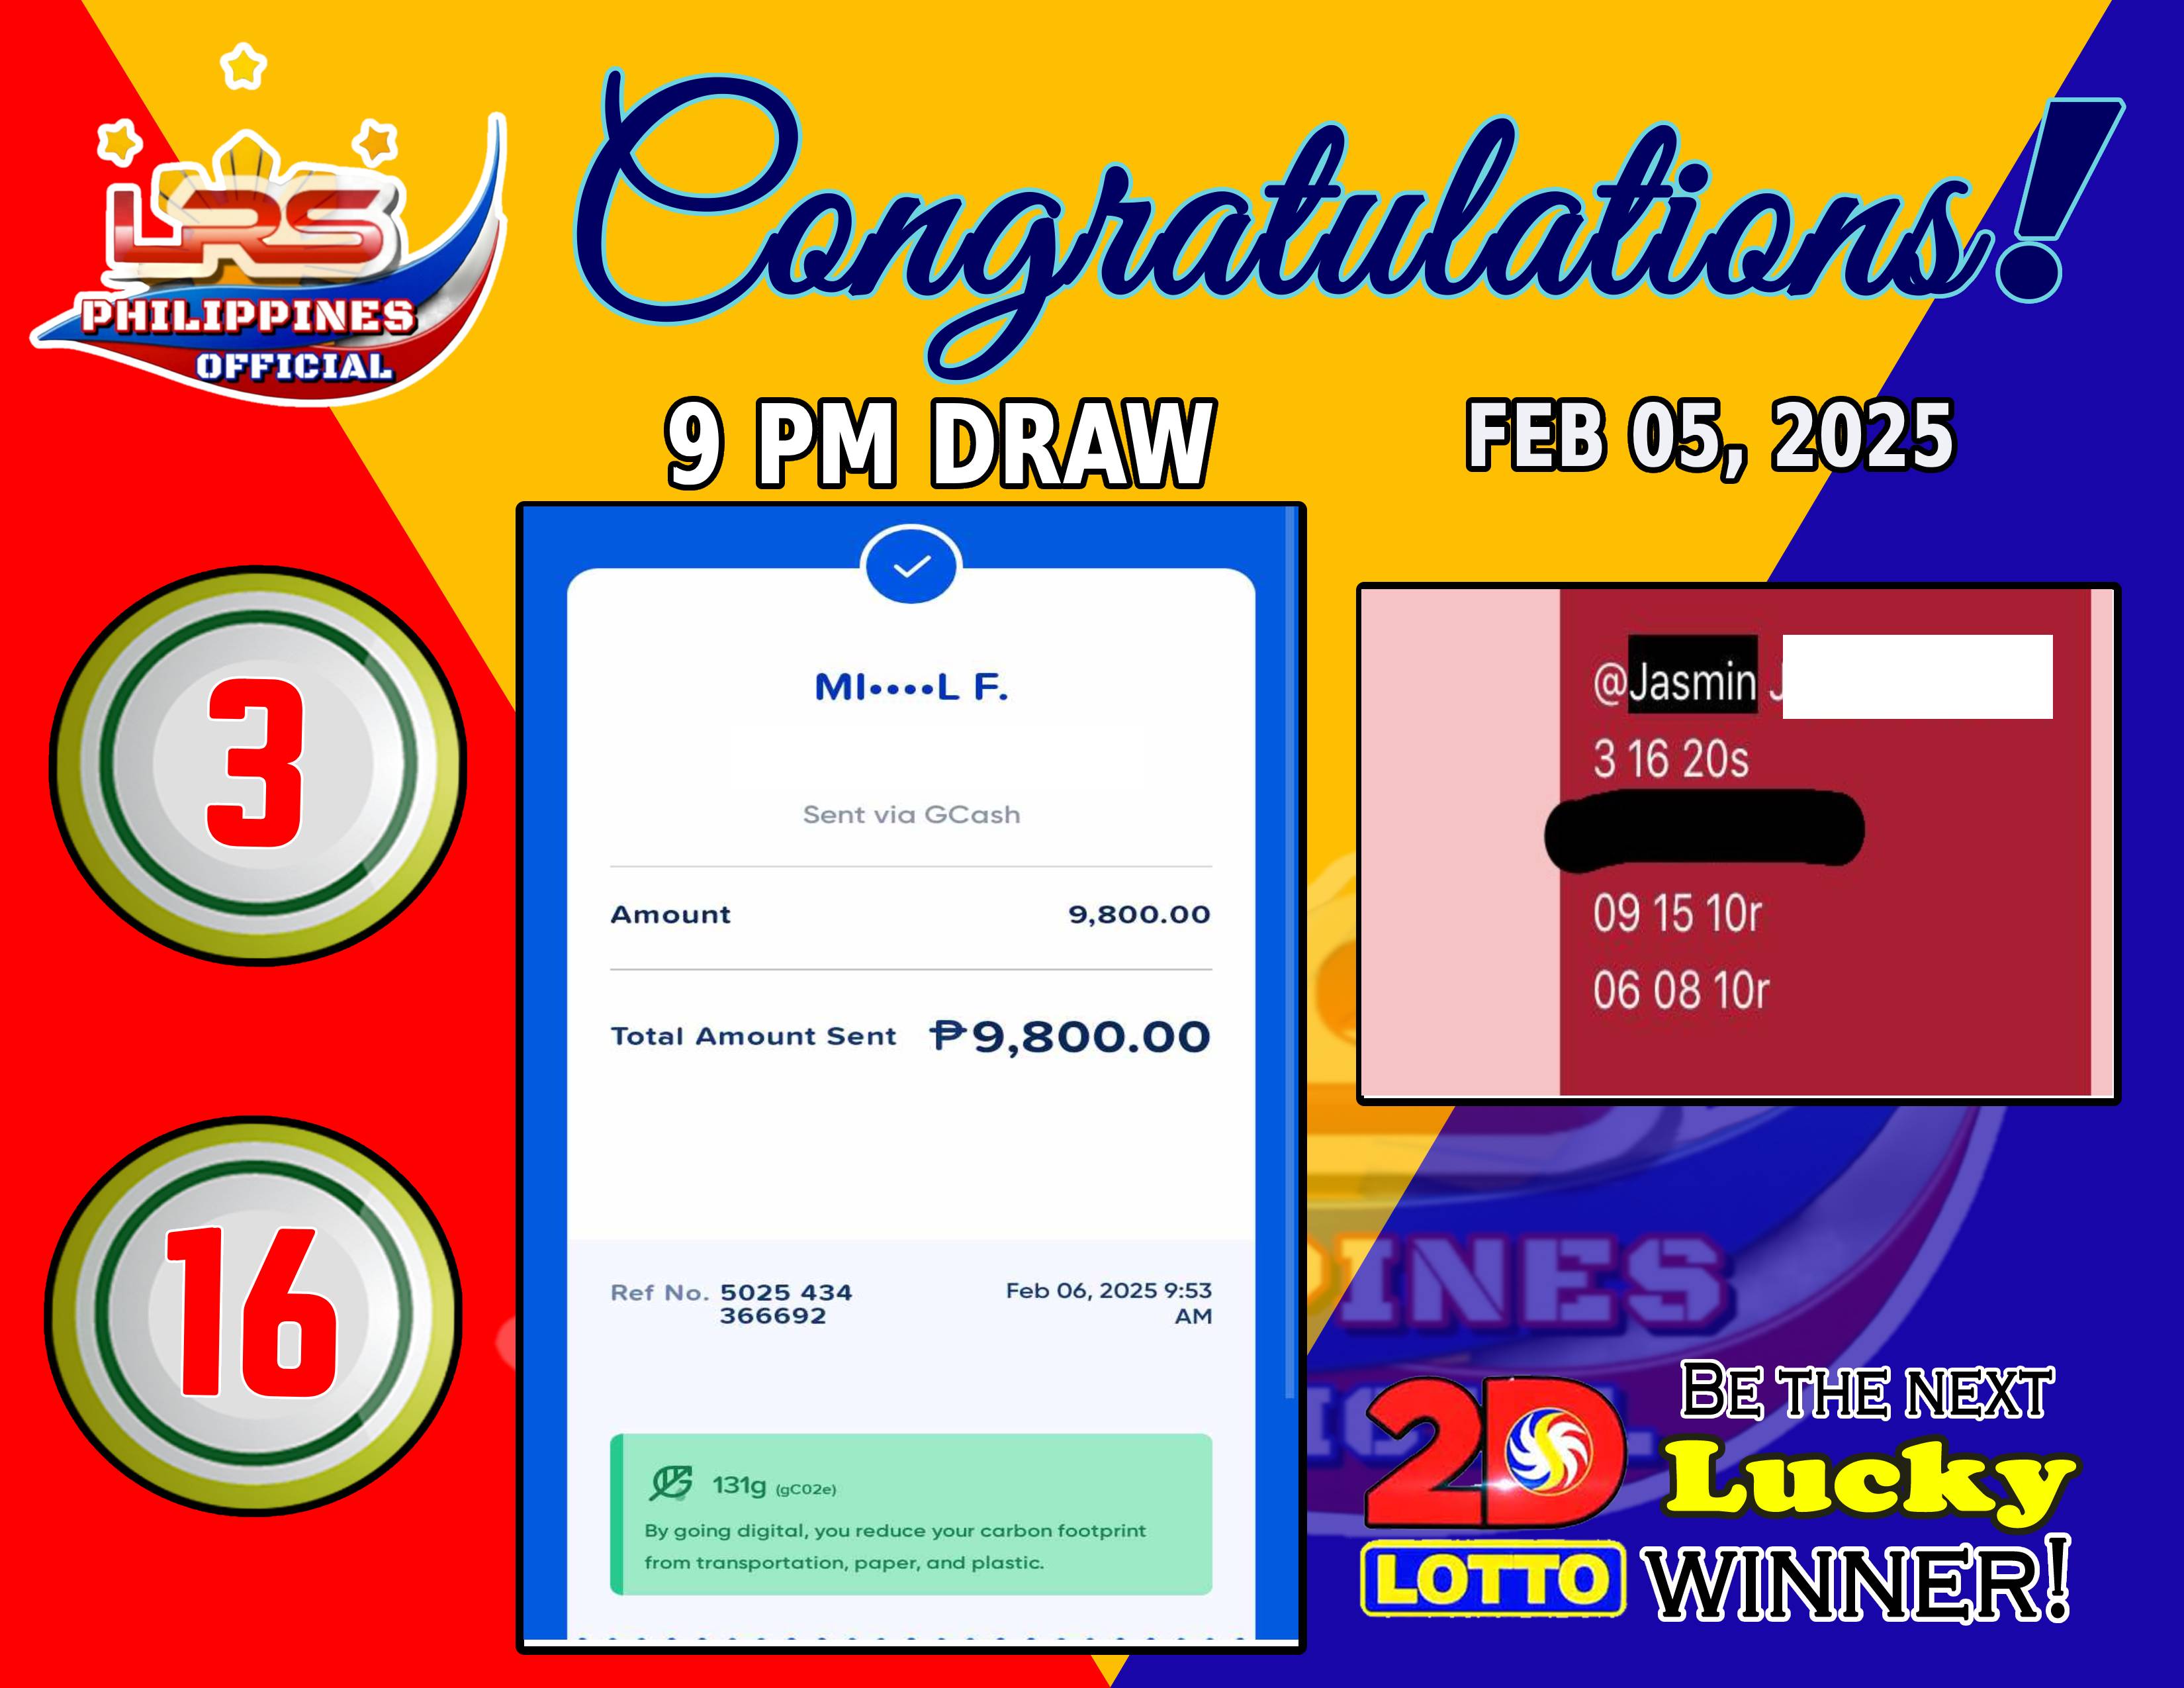 LRS
PHILIPPINES
OFFICIAL
Congratulations!
9 PM DRAW
FEB 05, 2025
3
16
MI••••L F.
Sent via GCash
Amount 9,800.00
Total Amount Sent ₱9,800.00
Ref No. 5025 434
366692
Feb 06, 2025 9:53
AM
131g (gCO2e)
By going digital, you reduce your carbon footprint
from transportation, paper, and plastic.
@Jasmin J
3 16 20s
09 15 10r
06 08 10r
PINES
2D
LOTTO
BE THE NEXT
Lucky
WINNER!